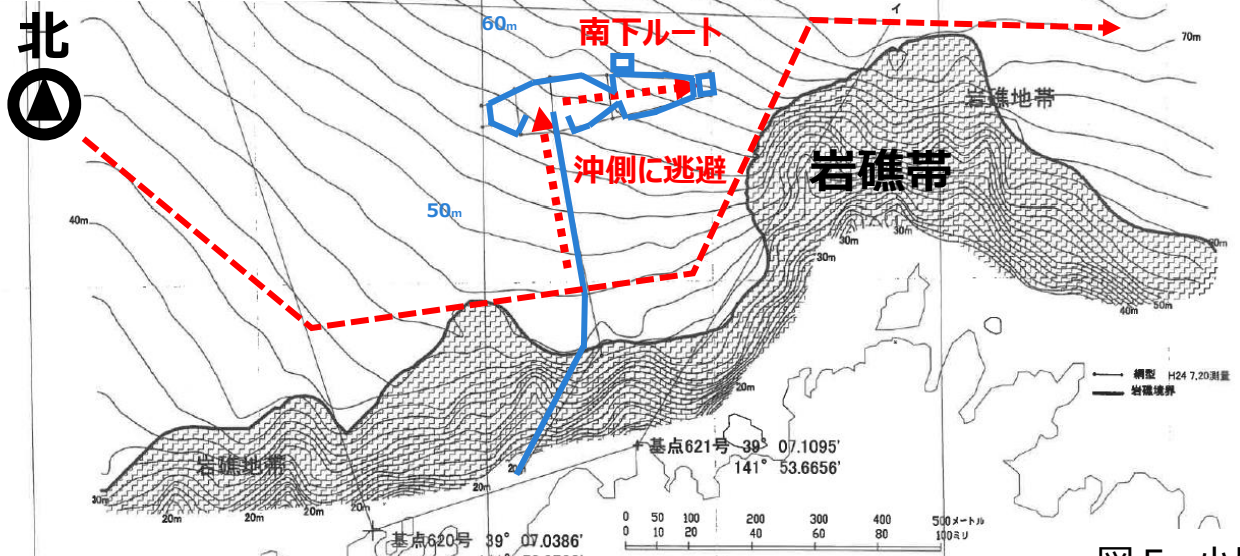 北
60m
南下ルート
イ
70m
岩礁地帯
岩礁帯
沖側に逃避
50m
40m
30m
30m
30m
40m
50m
網型 H24 7.20測量
岩礁境界
20m
岩礁地帯
基点621号 39° 07.1095'
141° 53.6656'
20m
20m
30m
20m
20m
20m
20m
基点620号 39° 07.0386'
0 50 100 200 300 400 500メートル
0 10 20 40 60 80 100ミリ